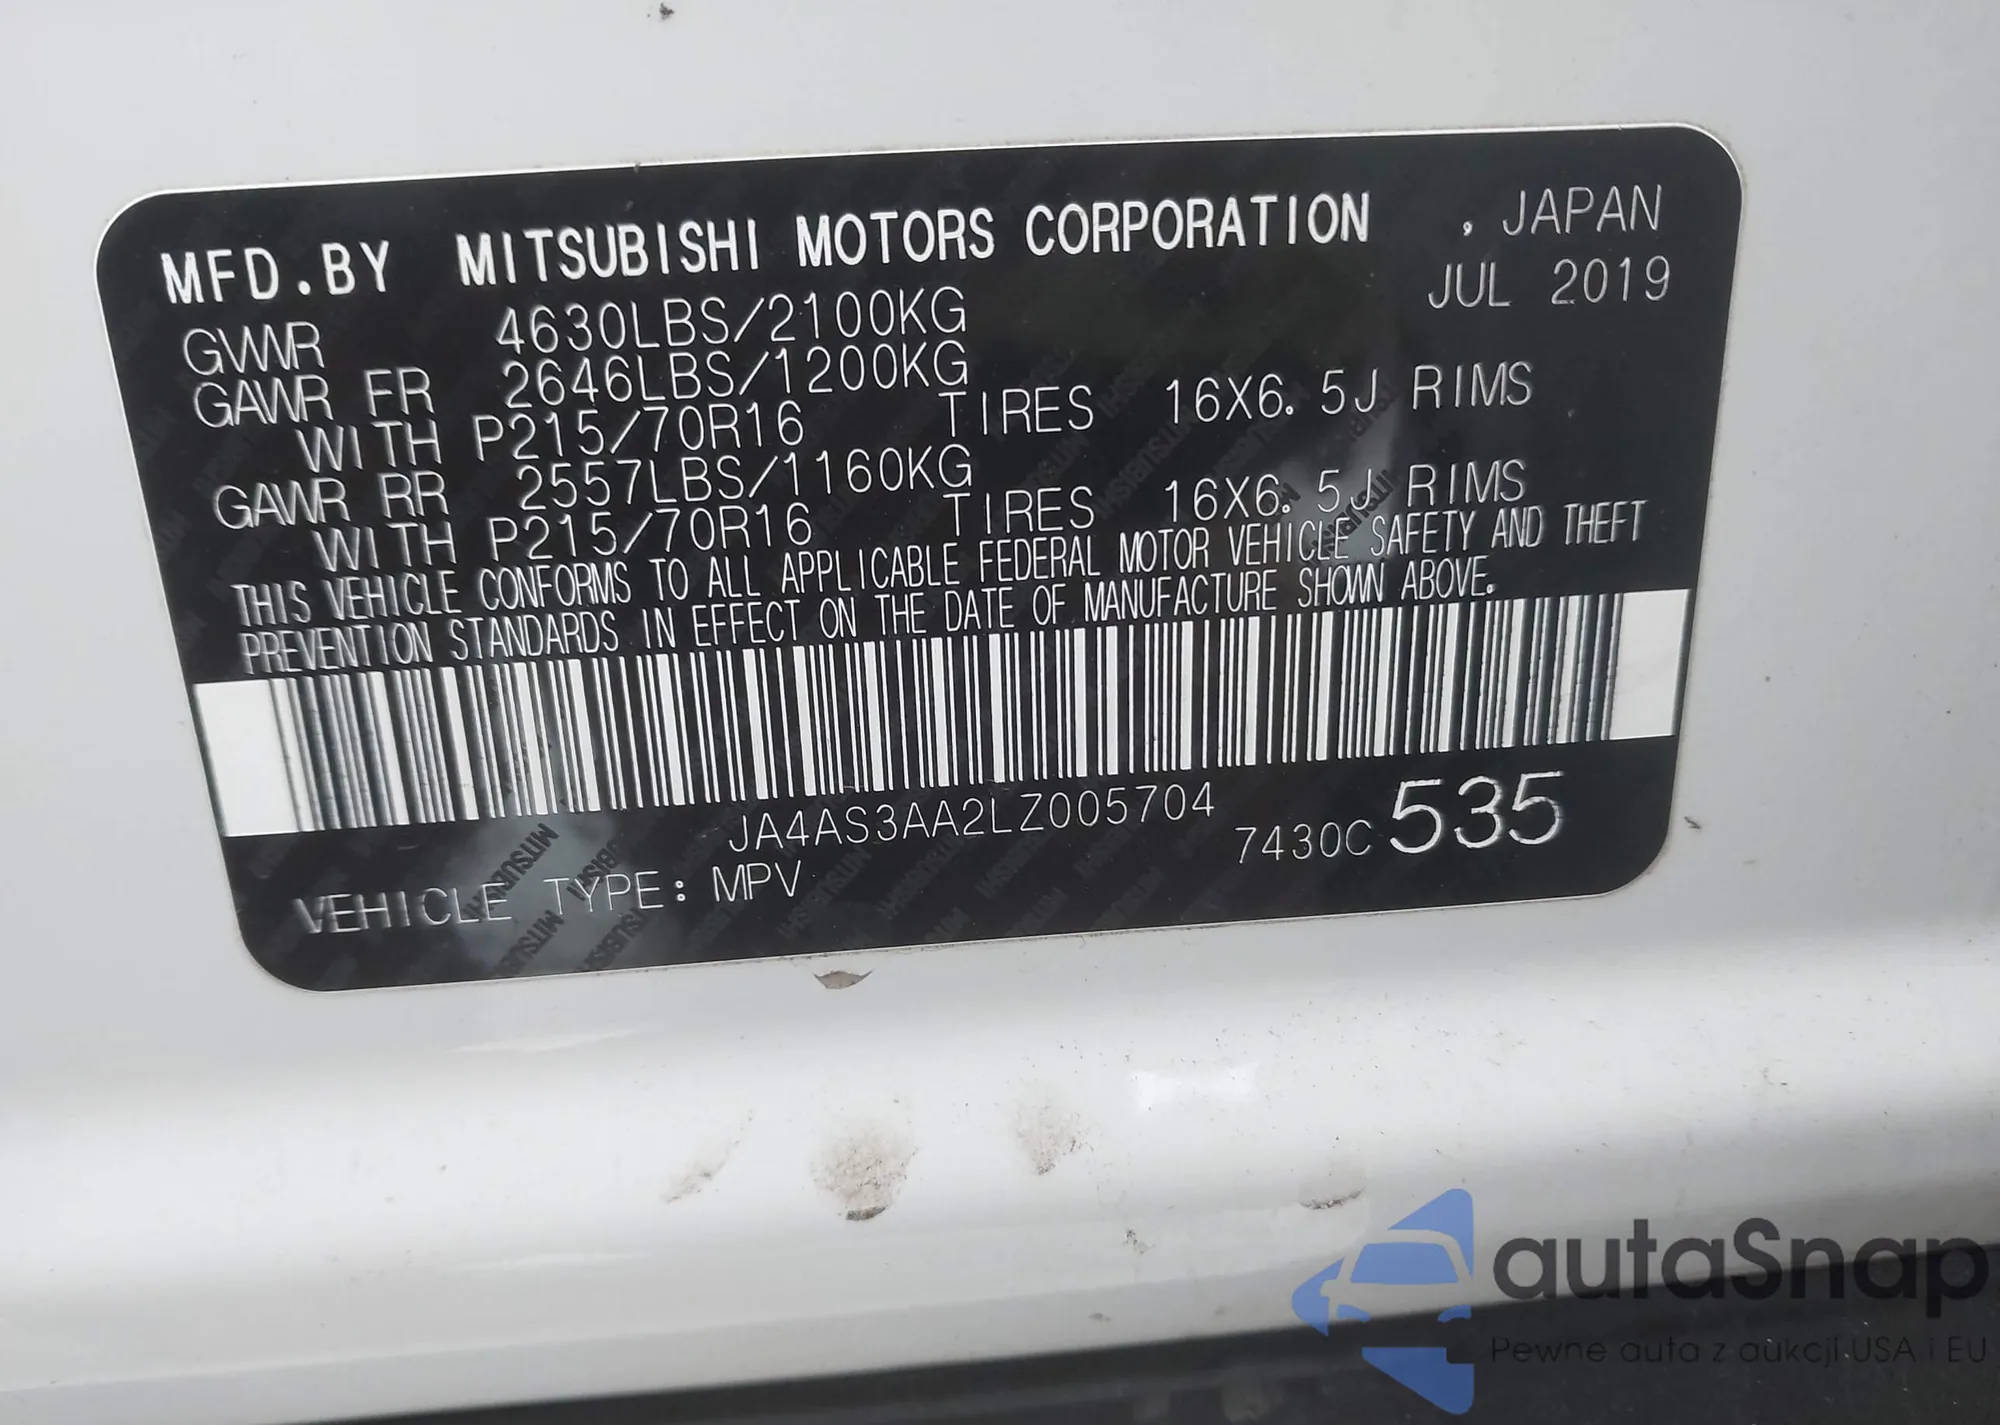 MFD.BY MITSUBISHI MOTORS CORPORATION , JAPAN
JUL 2019
GVWR 4630LBS/2100KG
GAWR FR 2646LBS/1200KG
WITH P215/70R16 TIRES 16X6.5J RIMS
GAWR RR 2557LBS/1160KG
WITH P215/70R16 TIRES 16X6.5J RIMS
THIS VEHICLE CONFORMS TO ALL APPLICABLE FEDERAL MOTOR VEHICLE SAFETY AND THEFT
PREVENTION STANDARDS IN EFFECT ON THE DATE OF MANUFACTURE SHOWN ABOVE.
JA4AS3AA2LZ005704
7430C 535
VEHICLE TYPE: MPV
autaSnap
Pewne auta z aukcji USA i EU